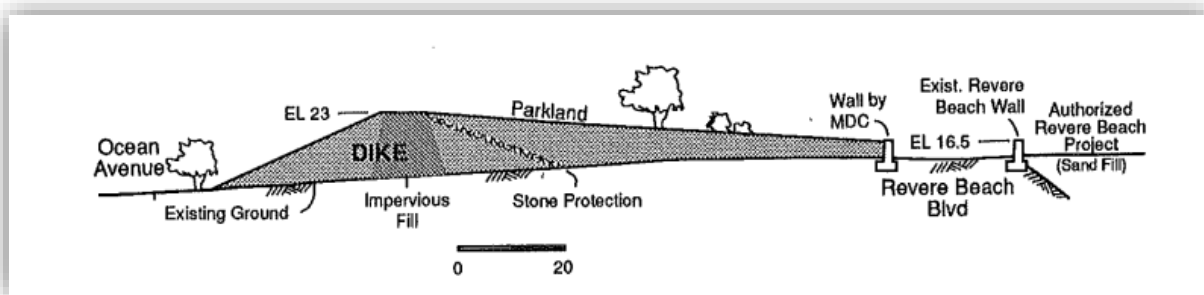 EL 23
Parkland
Wall by
MDC
Exist. Revere
Beach Wall
EL 16.5
Authorized
Revere Beach
Project
(Sand Fill)
Ocean
Avenue
DIKE
Existing Ground
Impervious
Fill
Stone Protection
Revere Beach
Blvd
0 20